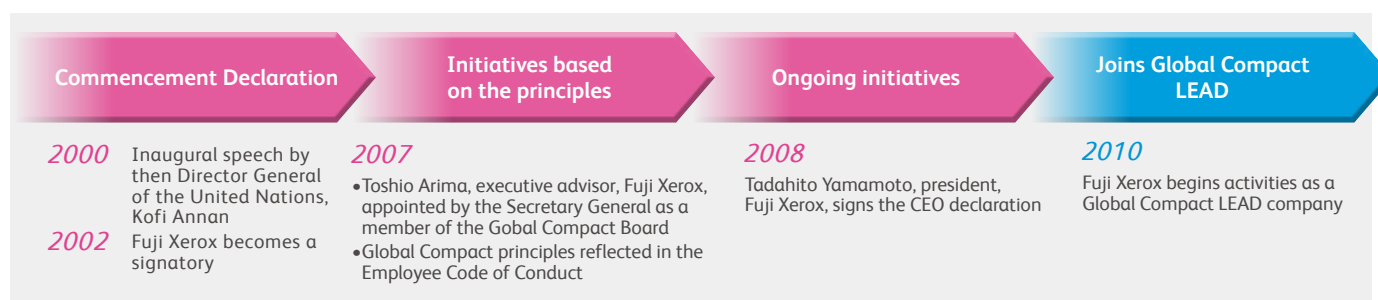 Commencement Declaration
2000
Inaugural speech by
then Director General
of the United Nations,
Kofi Annan
2002
Fuji Xerox becomes a
signatory
Initiatives based
on the principles
2007
•Toshio Arima, executive advisor, Fuji Xerox,
appointed by the Secretary General as a
member of the Gobal Compact Board
•Global Compact principles reflected in the
Employee Code of Conduct
Ongoing initiatives
2008
Tadahito Yamamoto, president,
Fuji Xerox, signs the CEO declaration
Joins Global Compact
LEAD
2010
Fuji Xerox begins activities as a
Global Compact LEAD company